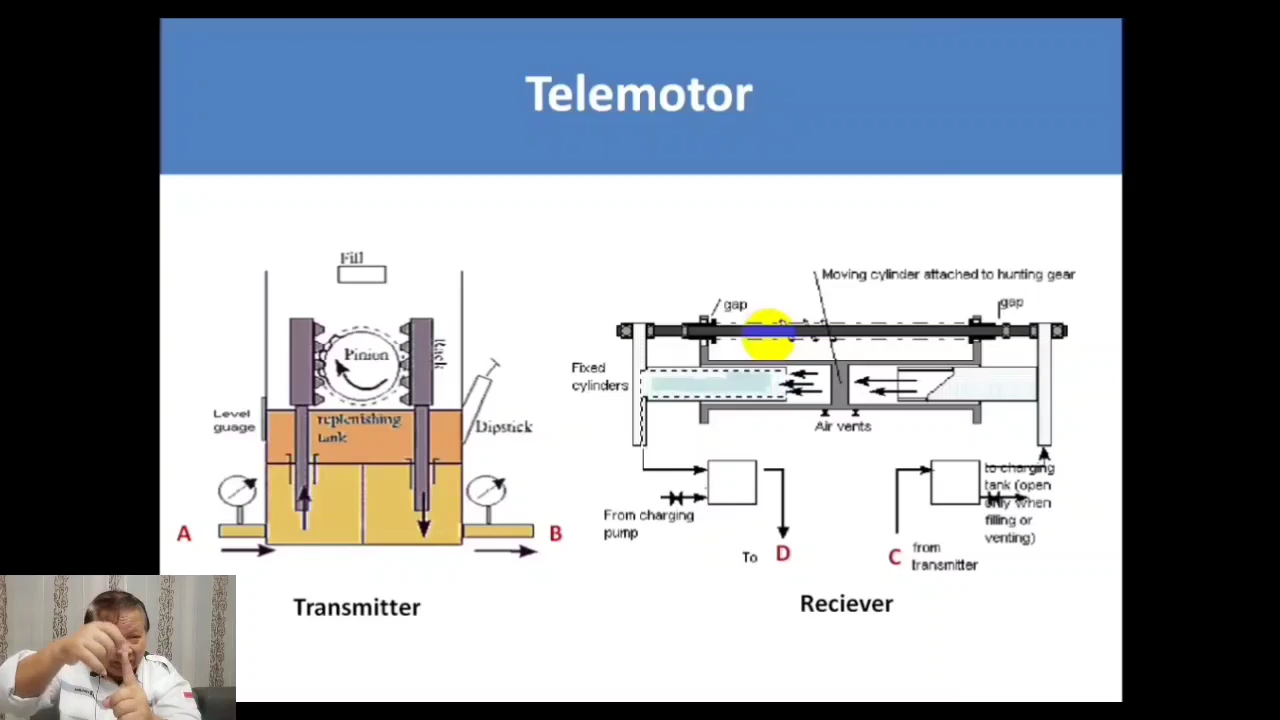 Telemotor
Fill
Pinion
Rack
Level
guage
replenishing
tank
Dipstick
A
B
Transmitter
Moving cylinder attached to hunting gear
gap
gap
Fixed
cylinders
Air vents
From charging
pump
To D
C from
transmitter
to charging
tank (open
only when
filling or
venting)
Reciever